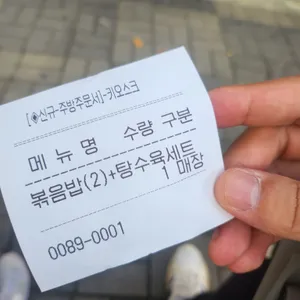 [◈신규-주방주문서]-키오스크
메 뉴 명 수량 구분
볶음밥(2)+탕수육세트
1 매장
0089-0001